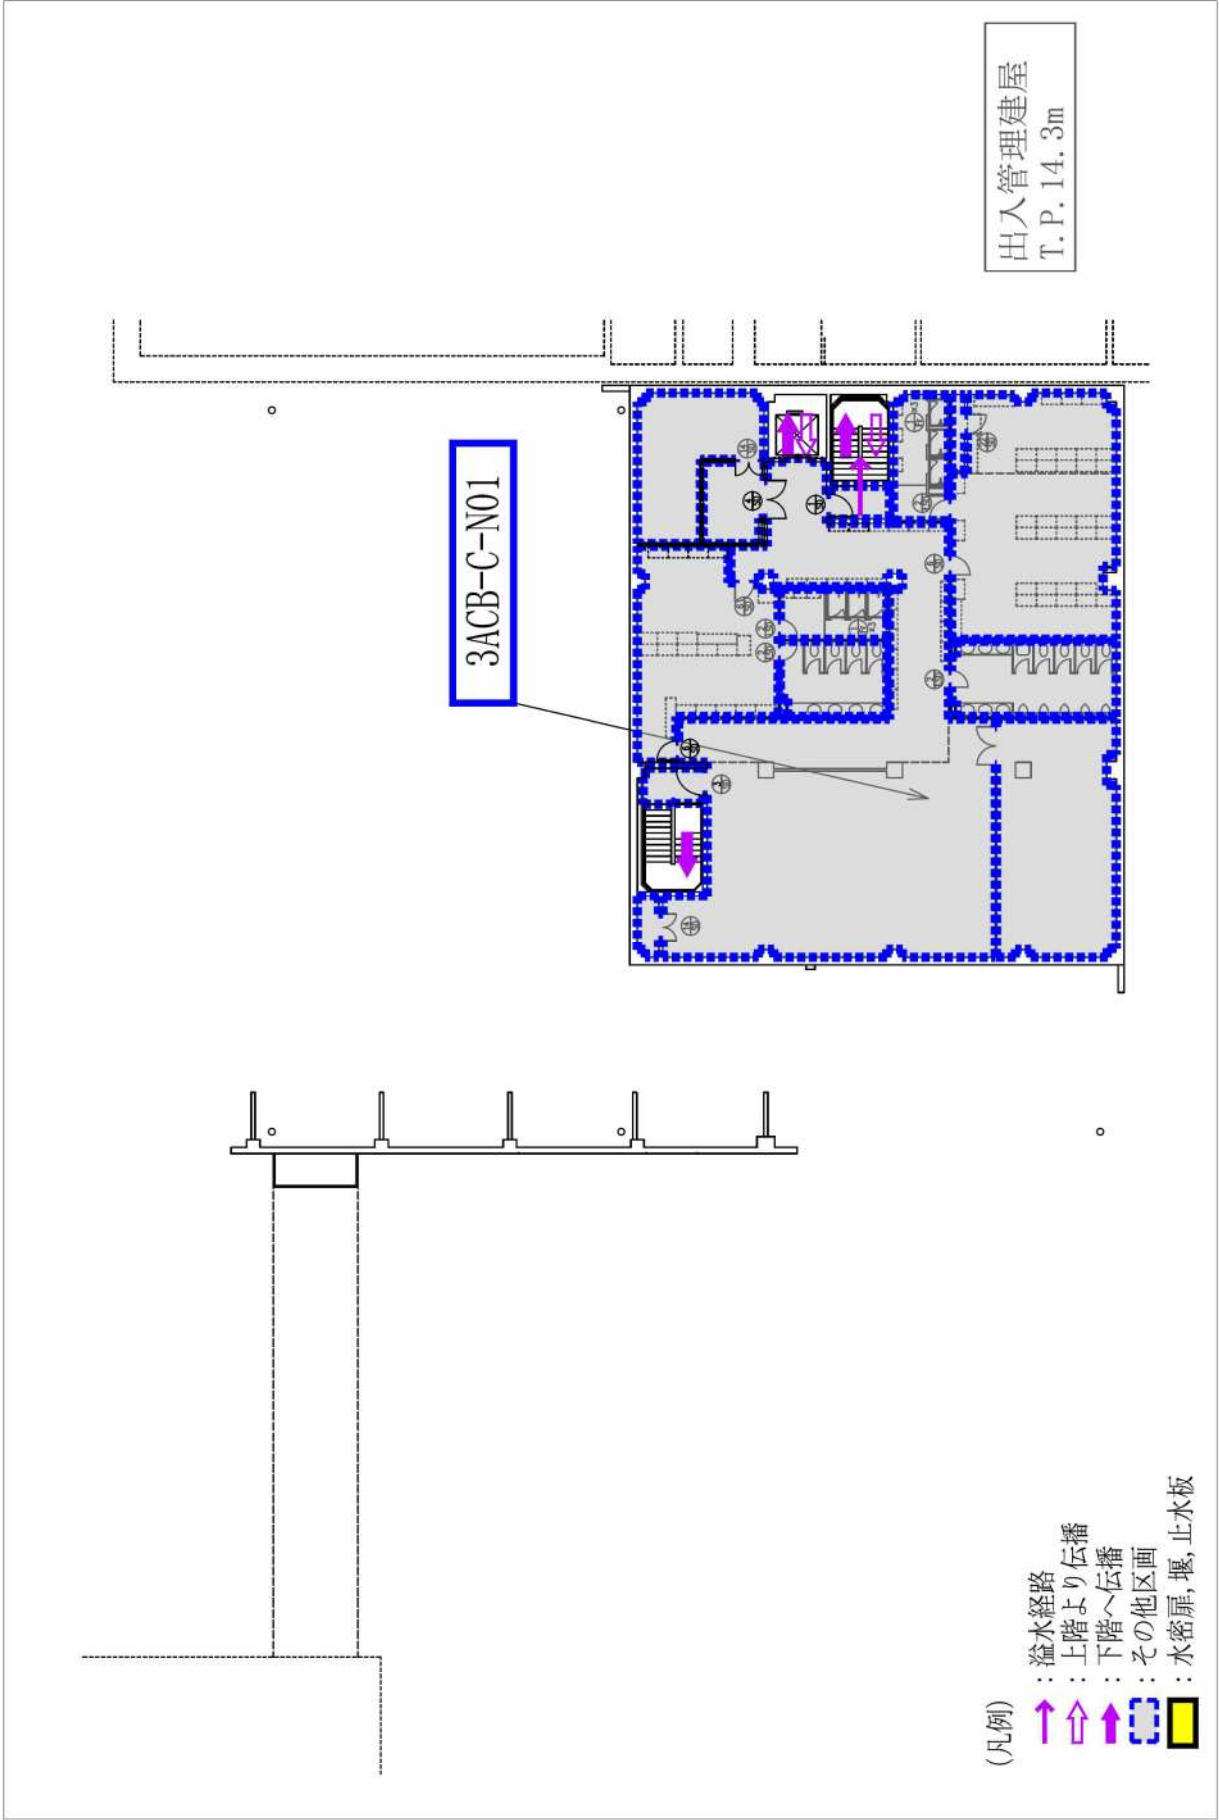 出入管理建屋
T.P.14.3m
3ACB-C-N01
(凡例)
：溢水経路
：上階より伝播
：下階へ伝播
：その他区画
：水密扉,堰,止水板